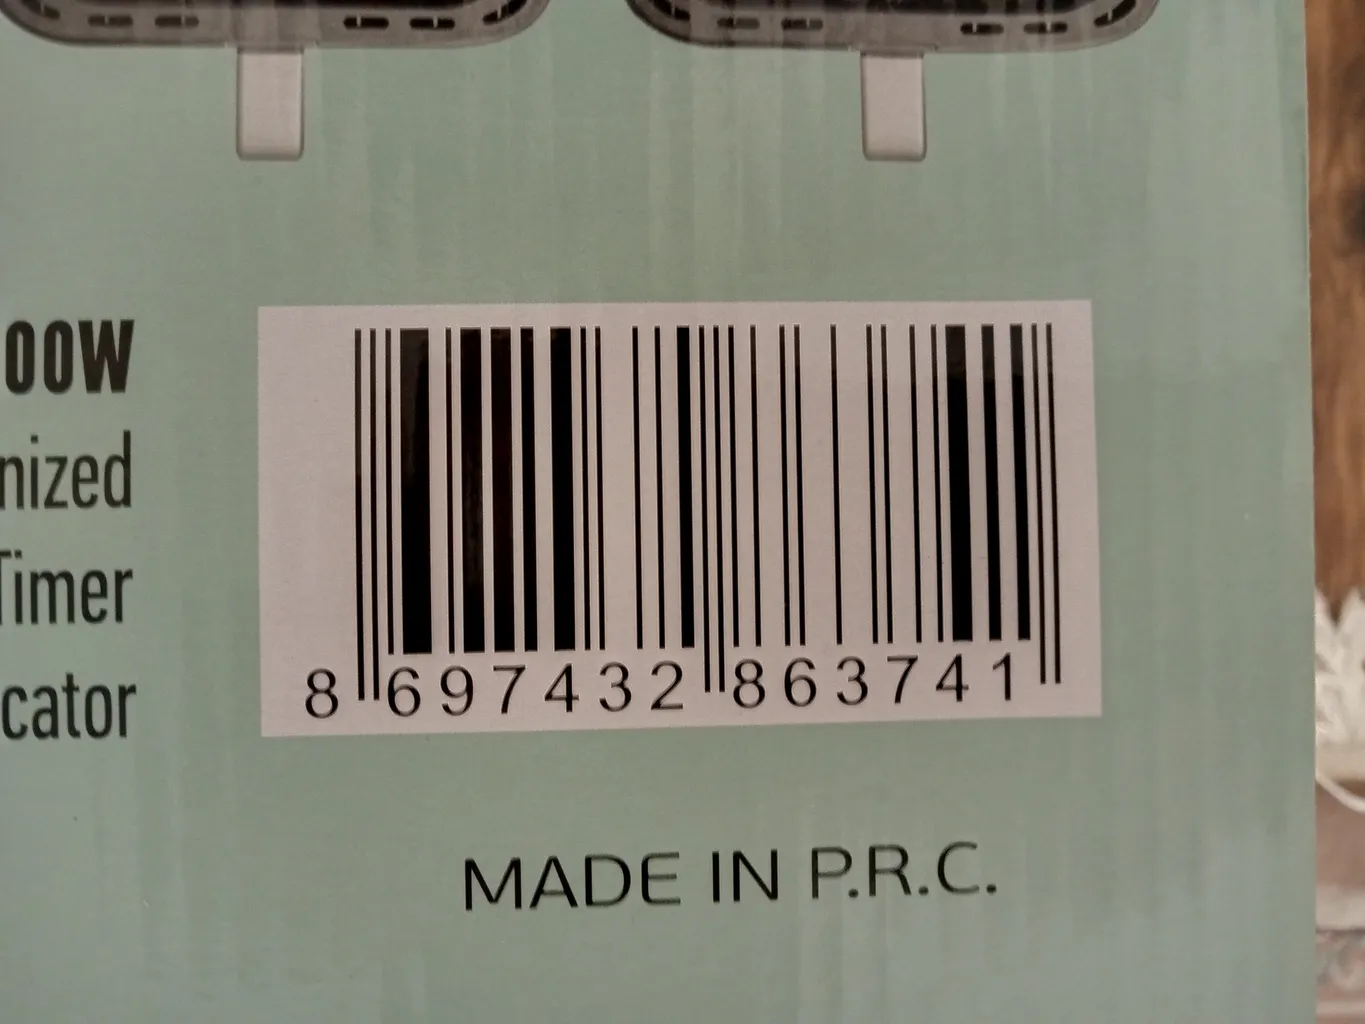 00W
nized
Timer
cator
8 697432 863741
MADE IN P.R.C.